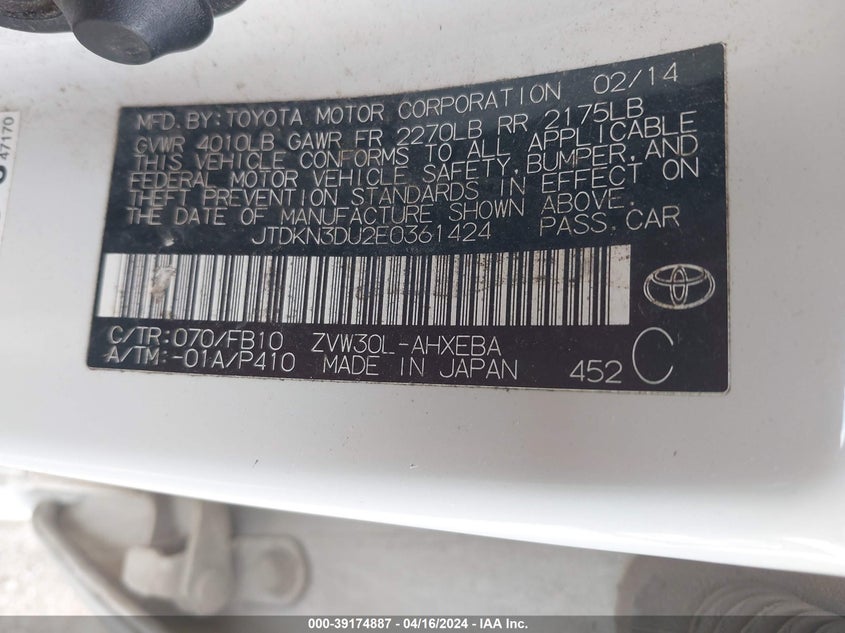 MFD. BY: TOYOTA MOTOR CORPORATION 02/14
GVWR 4010LB GAWR FR 2270LB RR 2175LB
THIS VEHICLE CONFORMS TO ALL APPLICABLE
FEDERAL MOTOR VEHICLE SAFETY, BUMPER, AND
THEFT PREVENTION STANDARDS IN EFFECT ON
THE DATE OF MANUFACTURE SHOWN ABOVE.
JTDKN3DU2E0361424 PASS. CAR
C/TR: 070/FB10 ZVW30L-AHXEBA
A/TM: -01A/P410 MADE IN JAPAN 452 C
47170
000-39174887 - 04/16/2024 - IAA Inc.